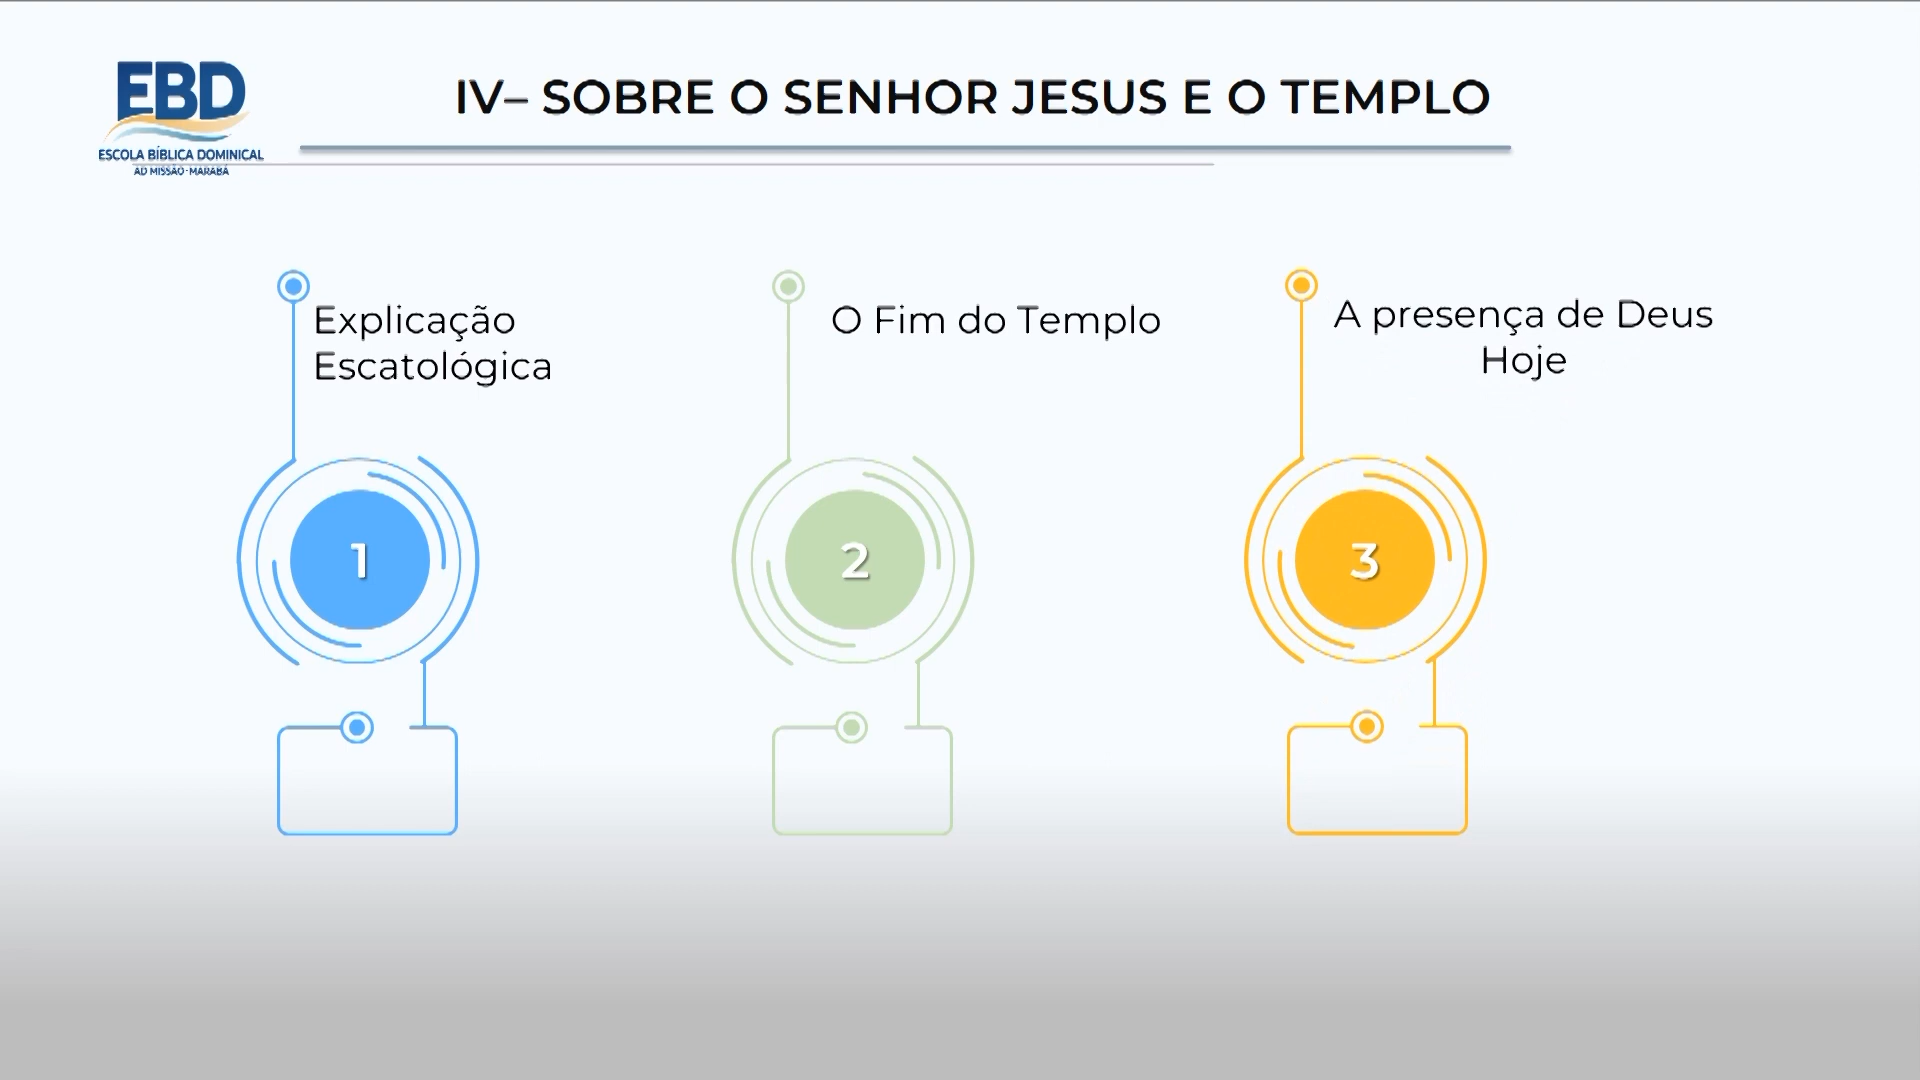 EBD
ESCOLA BÍBLICA DOMINICAL
AD MISSÃO - MARABÁ
IV– SOBRE O SENHOR JESUS E O TEMPLO
Explicação
Escatológica
O Fim do Templo
A presença de Deus
Hoje
1
2
3